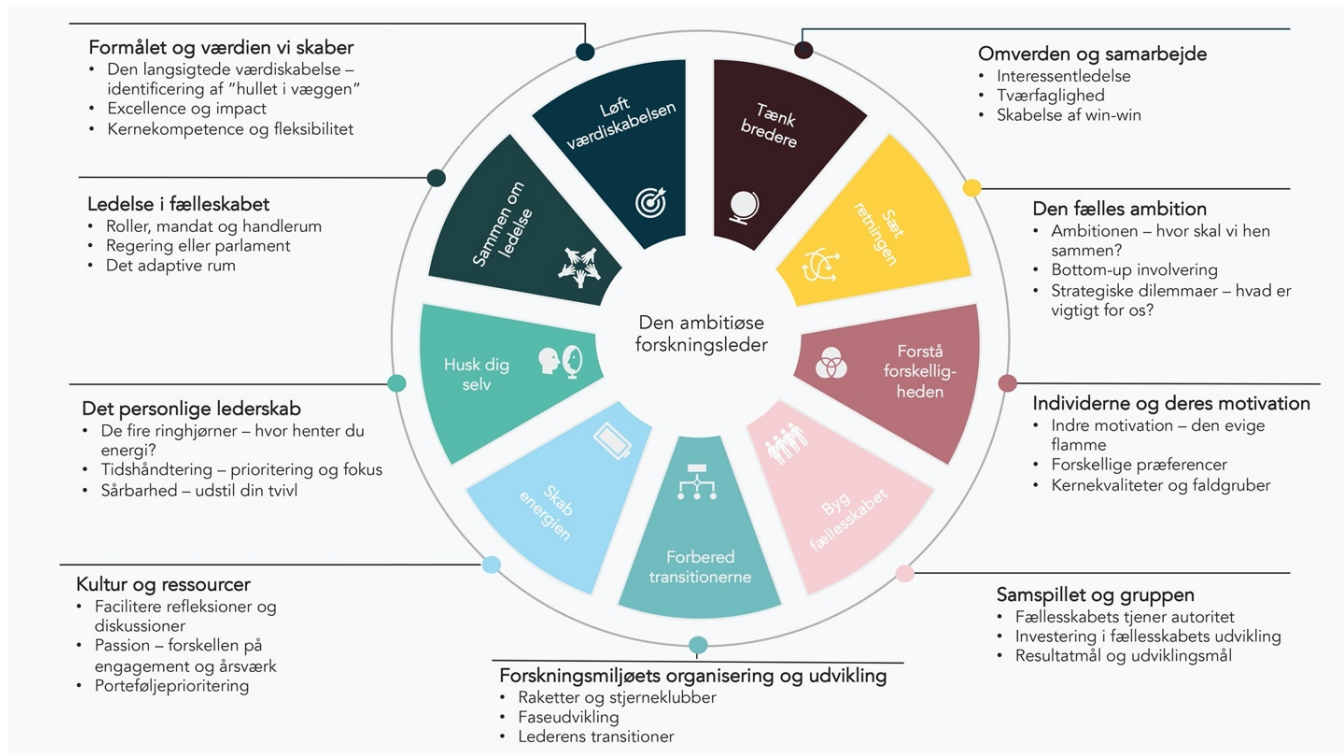 Formålet og værdien vi skaber
• Den langsigtede værdiskabelse –
identificering af ”hullet i væggen”
• Excellence og impact
• Kernekompetence og fleksibilitet
Ledelse i fælleskabet
• Roller, mandat og handlerum
• Regering eller parlament
• Det adaptive rum
Det personlige lederskab
• De fire ringhjørner – hvor henter du
energi?
• Tidshåndtering – prioritering og fokus
• Sårbarhed – udstil din tvivl
Kultur og ressourcer
• Facilitere refleksioner og
diskussioner
• Passion – forskellen på
engagement og årsværk
• Porteføljeprioritering
Løft
værdiskabelsen
Tænk
bredere
Sæt
retningen
Forstå
forskellig-
heden
Byg
fællesskabet
Forbered
transitionerne
Skab
energien
Husk dig
selv
Sammen om
ledelse
Den ambitiøse
forskningsleder
Omverden og samarbejde
• Interessentledelse
• Tværfaglighed
• Skabelse af win-win
Den fælles ambition
• Ambitionen – hvor skal vi hen
sammen?
• Bottom-up involvering
• Strategiske dilemmaer – hvad er
vigtigt for os?
Individerne og deres motivation
• Indre motivation – den evige
flamme
• Forskellige præferencer
• Kernekvaliteter og faldgruber
Samspillet og gruppen
• Fællesskabets tjener autoritet
• Investering i fællesskabets udvikling
• Resultatmål og udviklingsmål
Forskningsmiljøets organisering og udvikling
• Raketter og stjerneklubber
• Faseudvikling
• Lederens transitioner